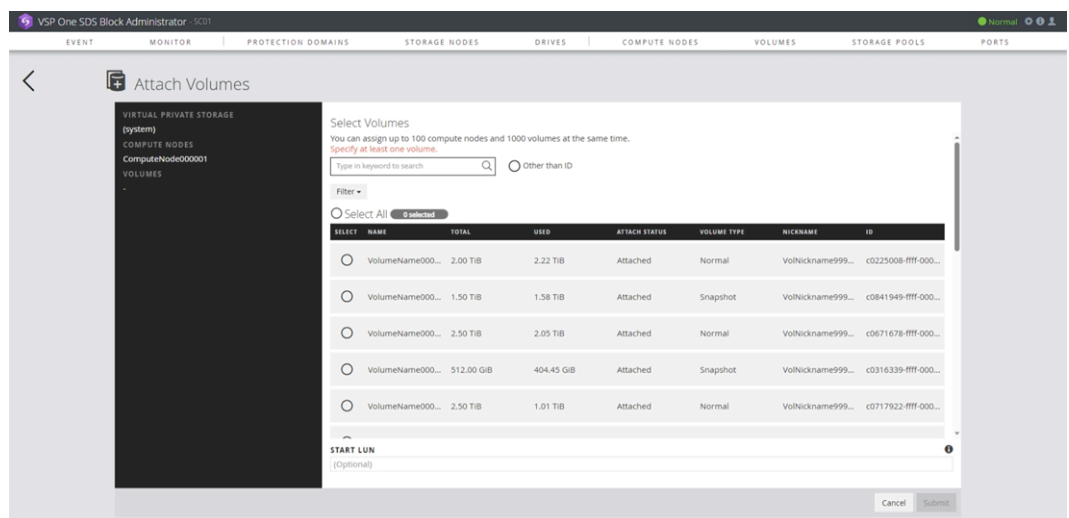 VSP One SDS Block Administrator - SC01
Normal
EVENT MONITOR PROTECTION DOMAINS STORAGE NODES DRIVES COMPUTE NODES VOLUMES STORAGE POOLS PORTS
Attach Volumes
VIRTUAL PRIVATE STORAGE
(system)
COMPUTE NODES
ComputeNode000001
VOLUMES
-
Select Volumes
You can assign up to 100 compute nodes and 1000 volumes at the same time.
Specify at least one volume.
Type in keyword to search Other than ID
Filter
Select All 0 selected
SELECT NAME TOTAL USED ATTACH STATUS VOLUME TYPE NICKNAME ID
VolumeName000... 2.00 TiB 2.22 TiB Attached Normal VolNickname999... c0225008-ffff-000...
VolumeName000... 1.50 TiB 1.58 TiB Attached Snapshot VolNickname999... c0841949-ffff-000...
VolumeName000... 2.50 TiB 2.05 TiB Attached Normal VolNickname999... c0671678-ffff-000...
VolumeName000... 512.00 GiB 404.45 GiB Attached Snapshot VolNickname999... c0316339-ffff-000...
VolumeName000... 2.50 TiB 1.01 TiB Attached Normal VolNickname999... c0717922-ffff-000...
START LUN
(Optional)
Cancel Submit